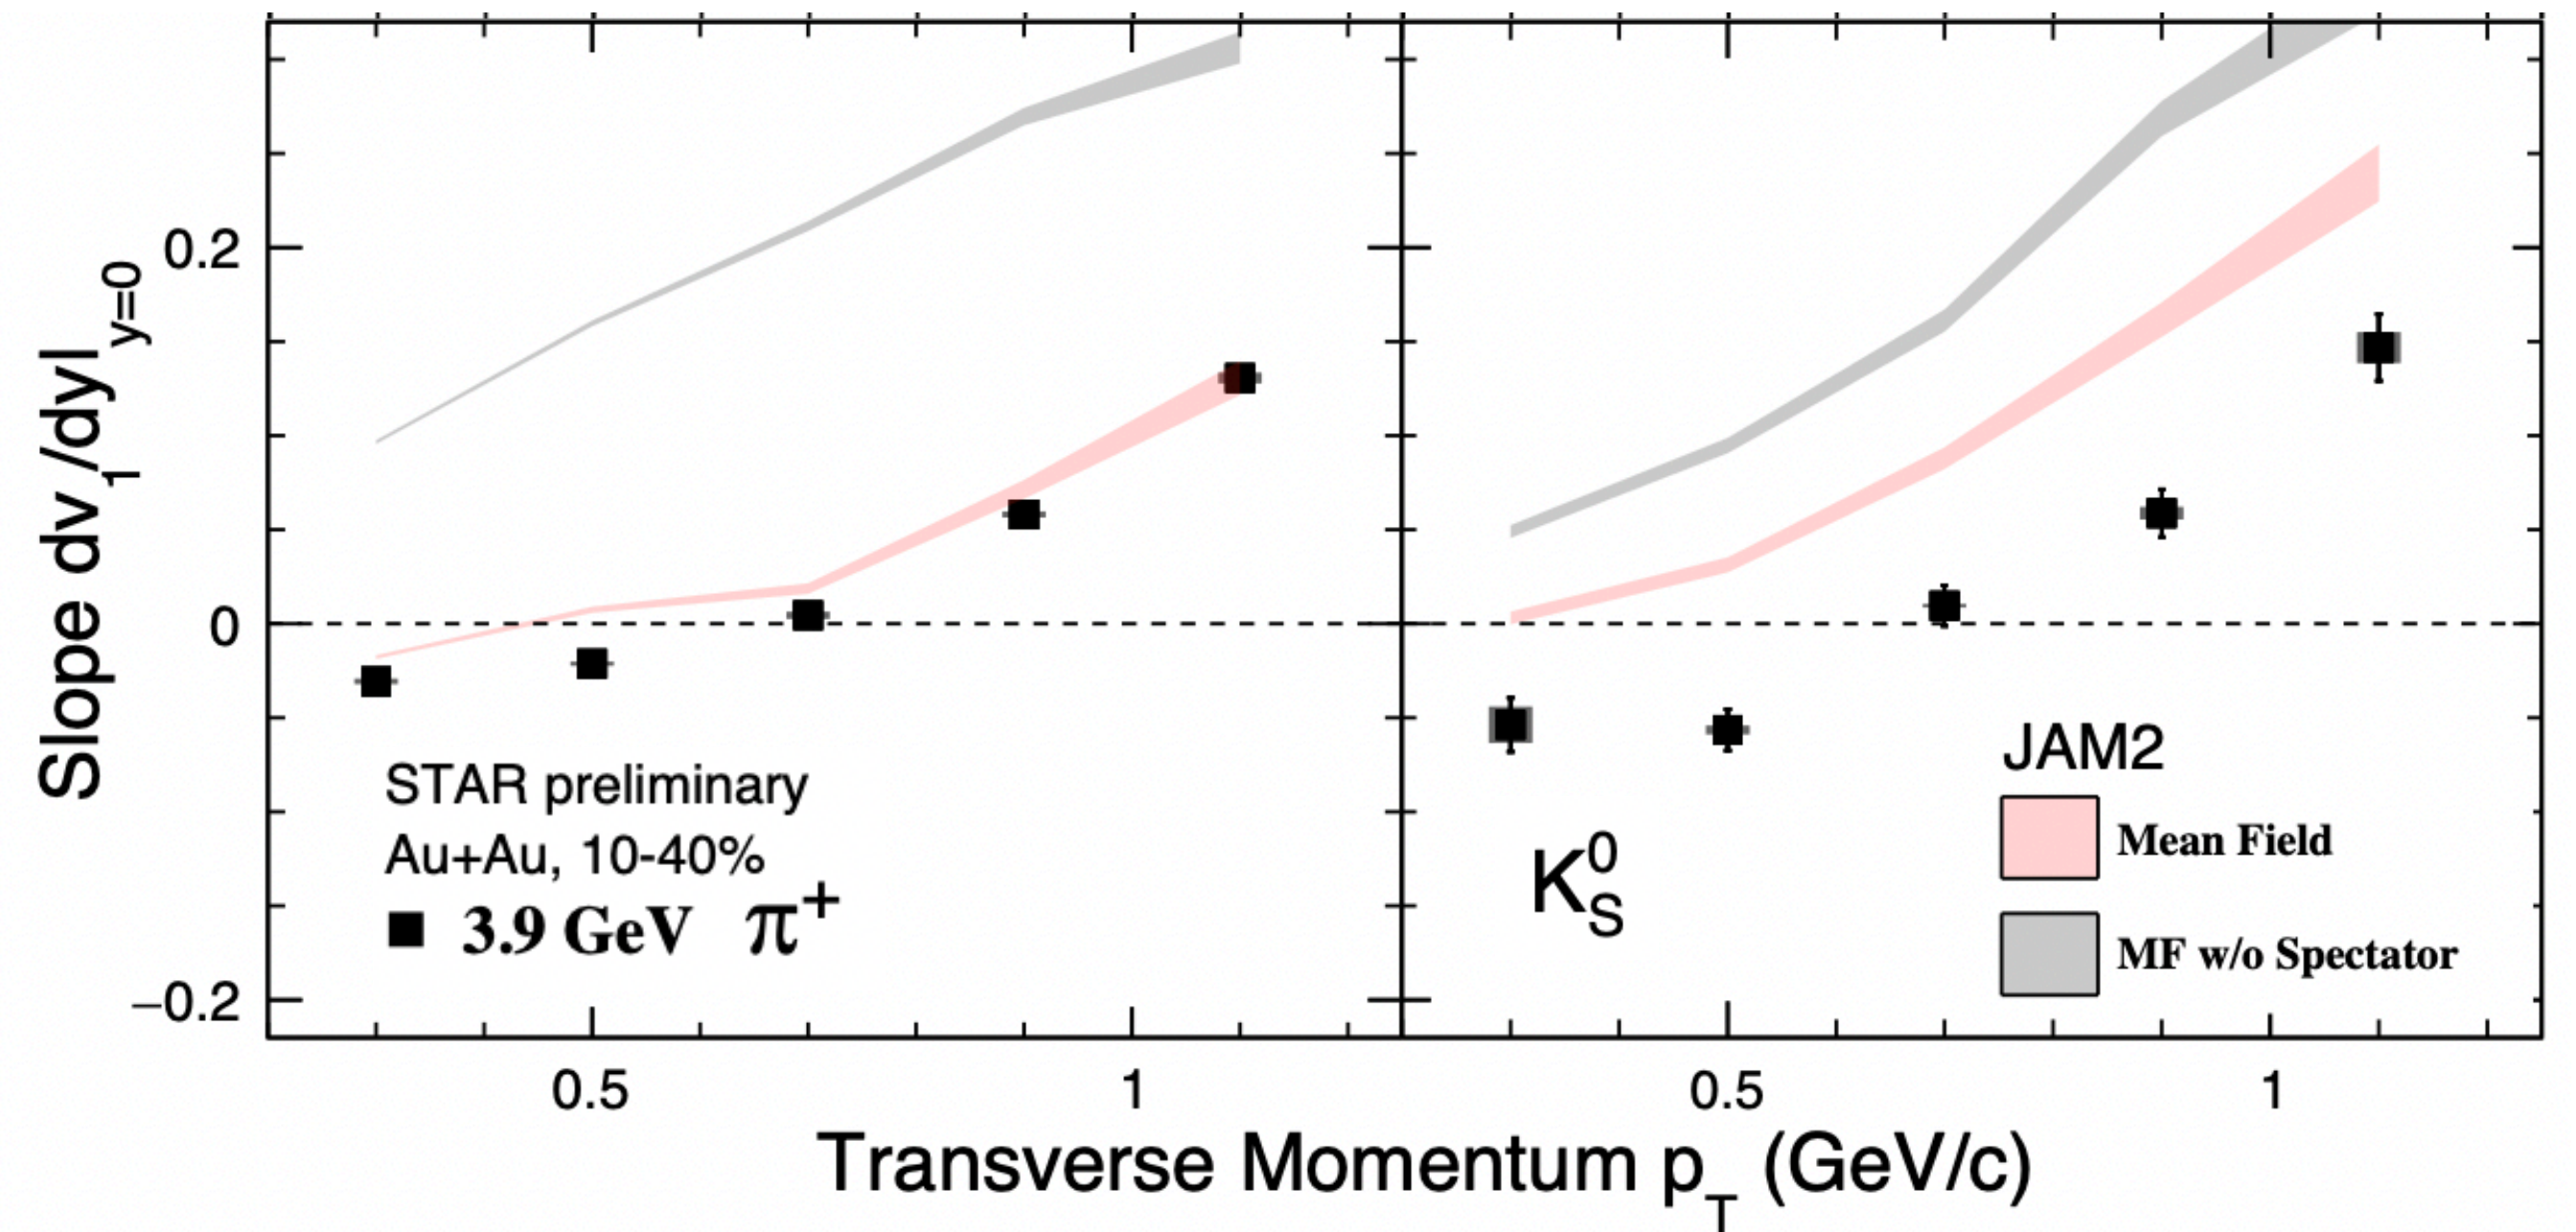 Slope dv₁/dy|y=0
0.2
0
−0.2
STAR preliminary
Au+Au, 10-40%
3.9 GeV π⁺
K⁰S
JAM2
Mean Field
MF w/o Spectator
0.5 1 0.5 1
Transverse Momentum pT (GeV/c)